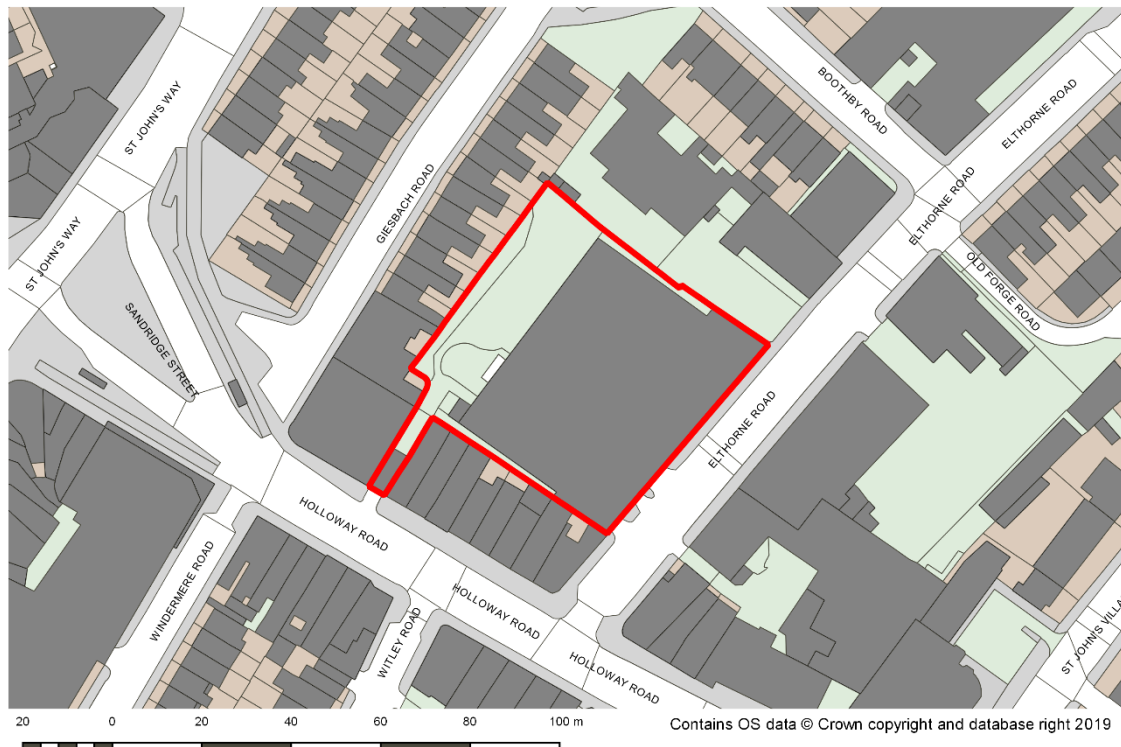 ST JOHN'S WAY
ST JOHN'S WAY
SANDRIDGE STREET
GIESBACH ROAD
BOOTHBY ROAD
ELTHORNE ROAD
ELTHORNE ROAD
OLD FORGE ROAD
ELTHORNE ROAD
HOLLOWAY ROAD
HOLLOWAY ROAD
HOLLOWAY ROAD
WINDERMERE ROAD
WITLEY ROAD
ST JOHN'S VILLA
20 0 20 40 60 80 100 m
Contains OS data © Crown copyright and database right 2019